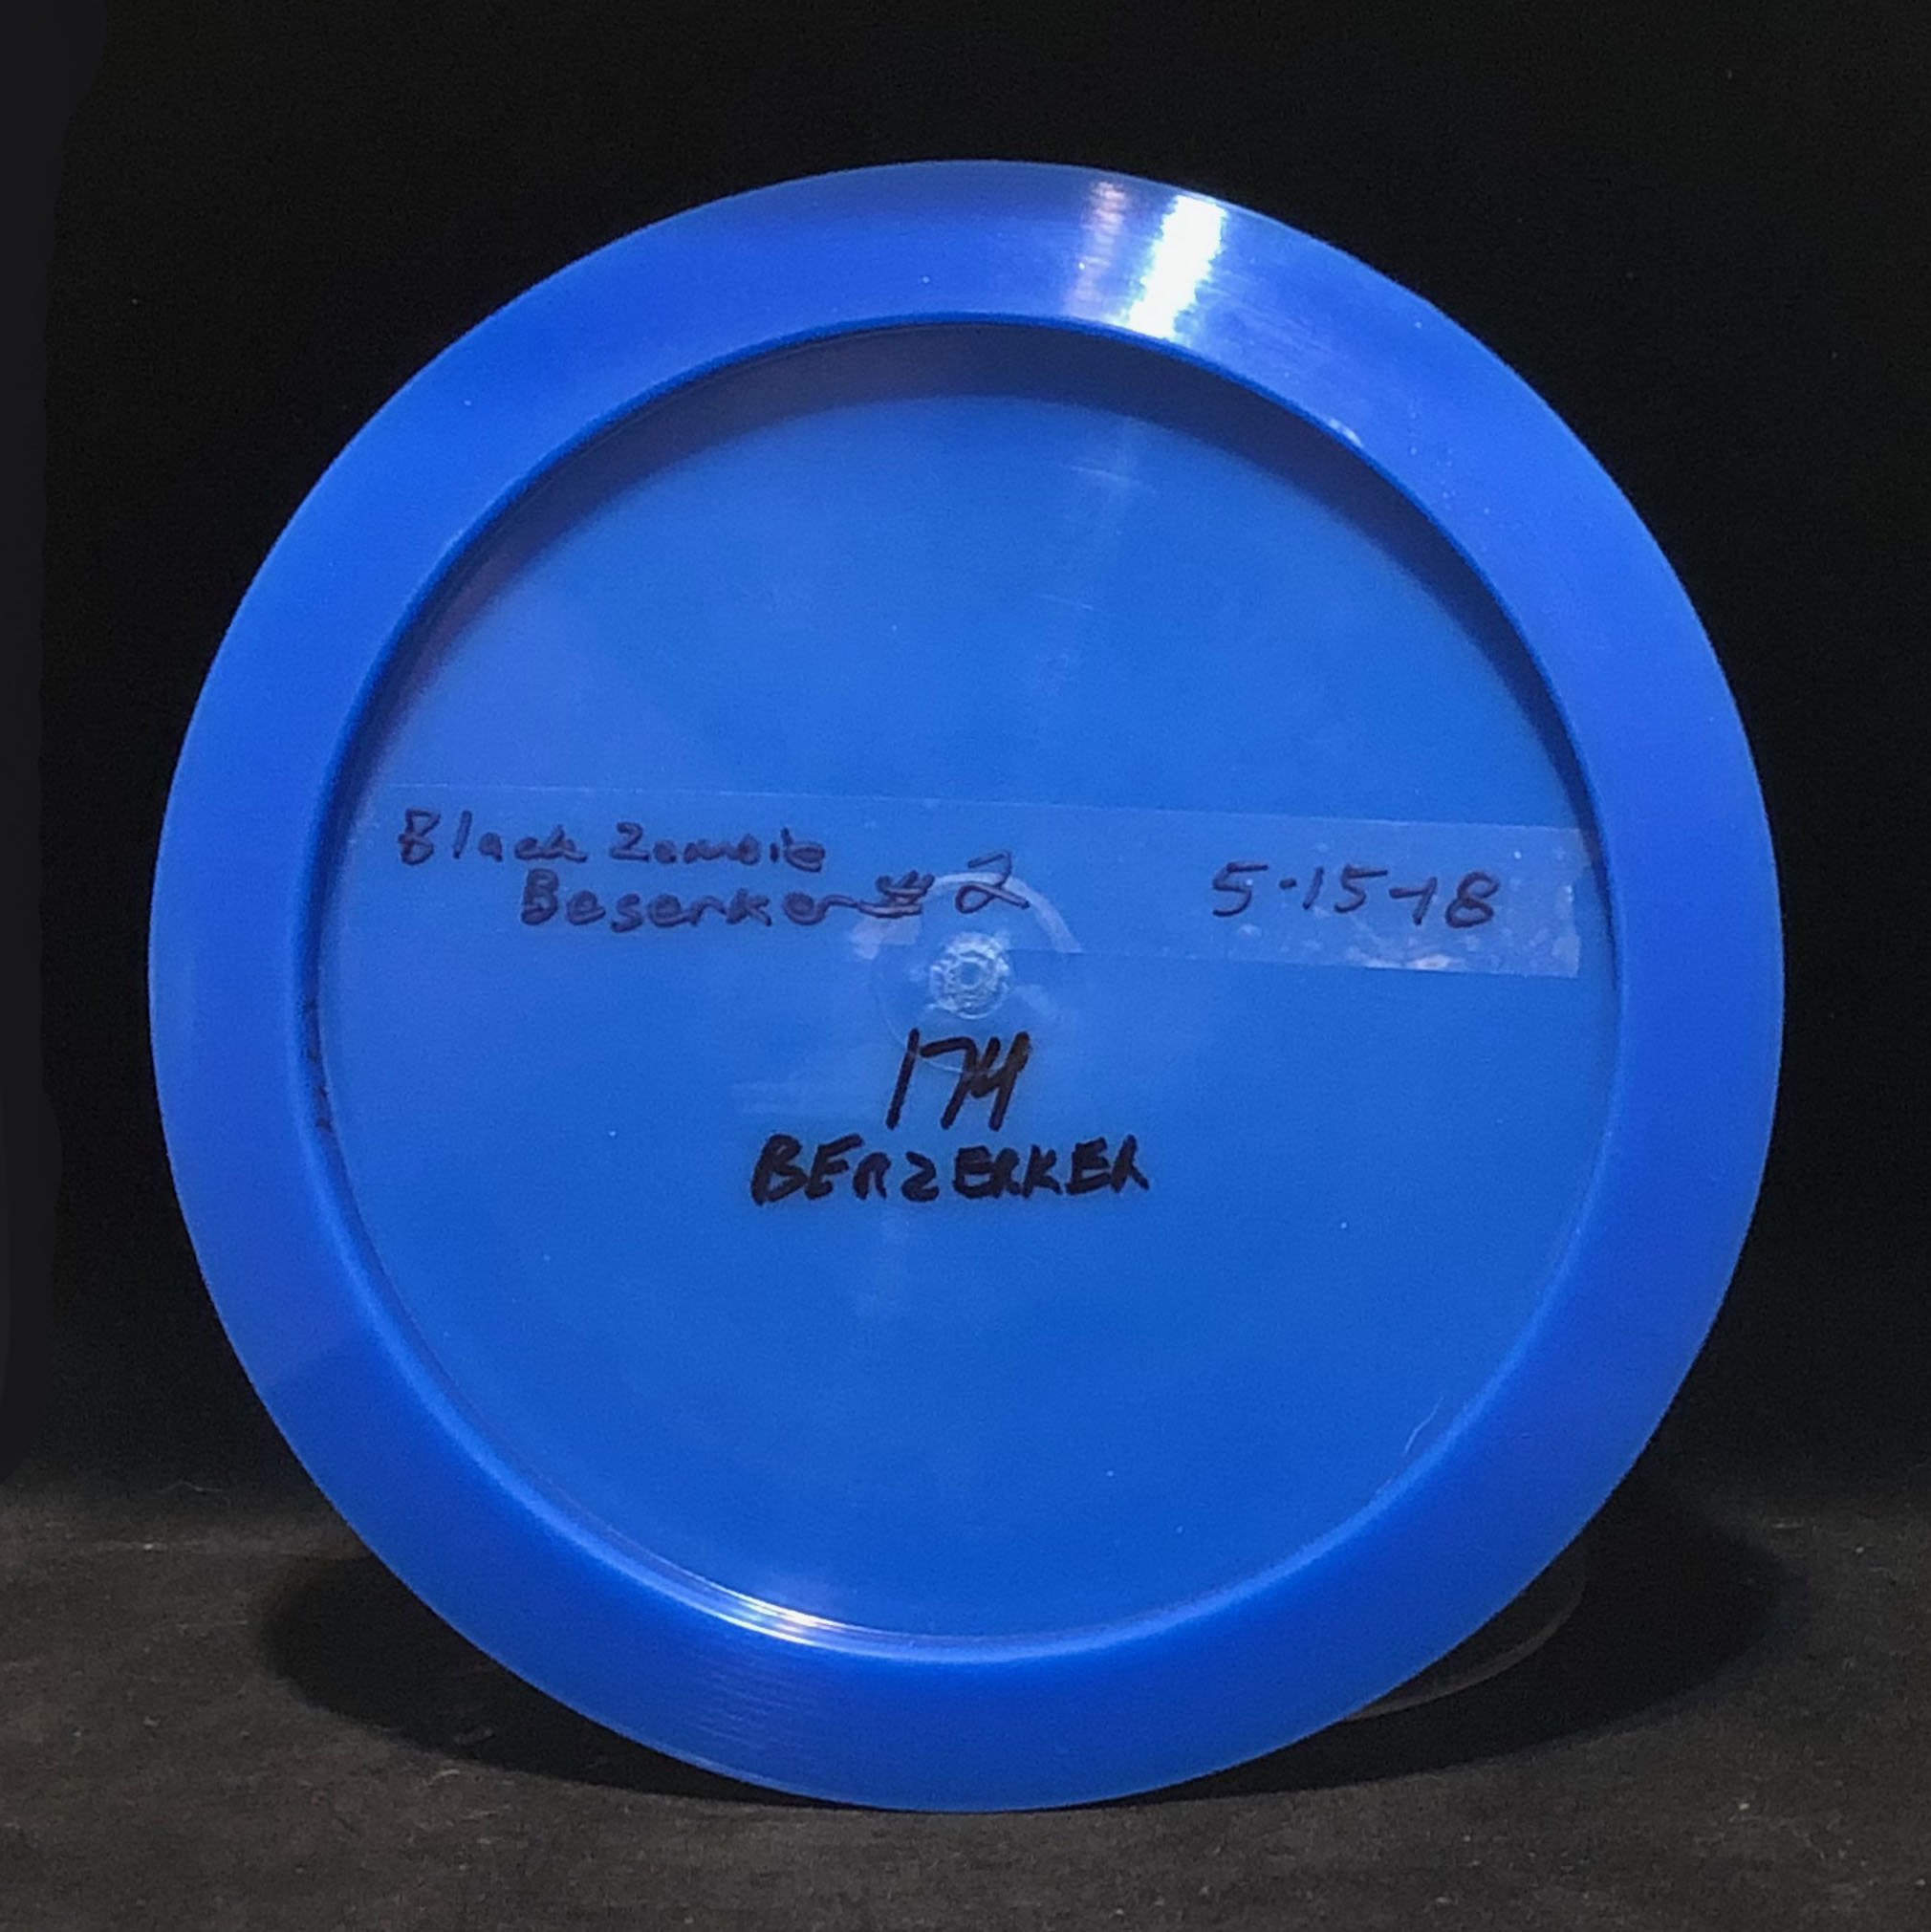 Black Zombie
Beserker #2 5-15-18
174
BERZERKER